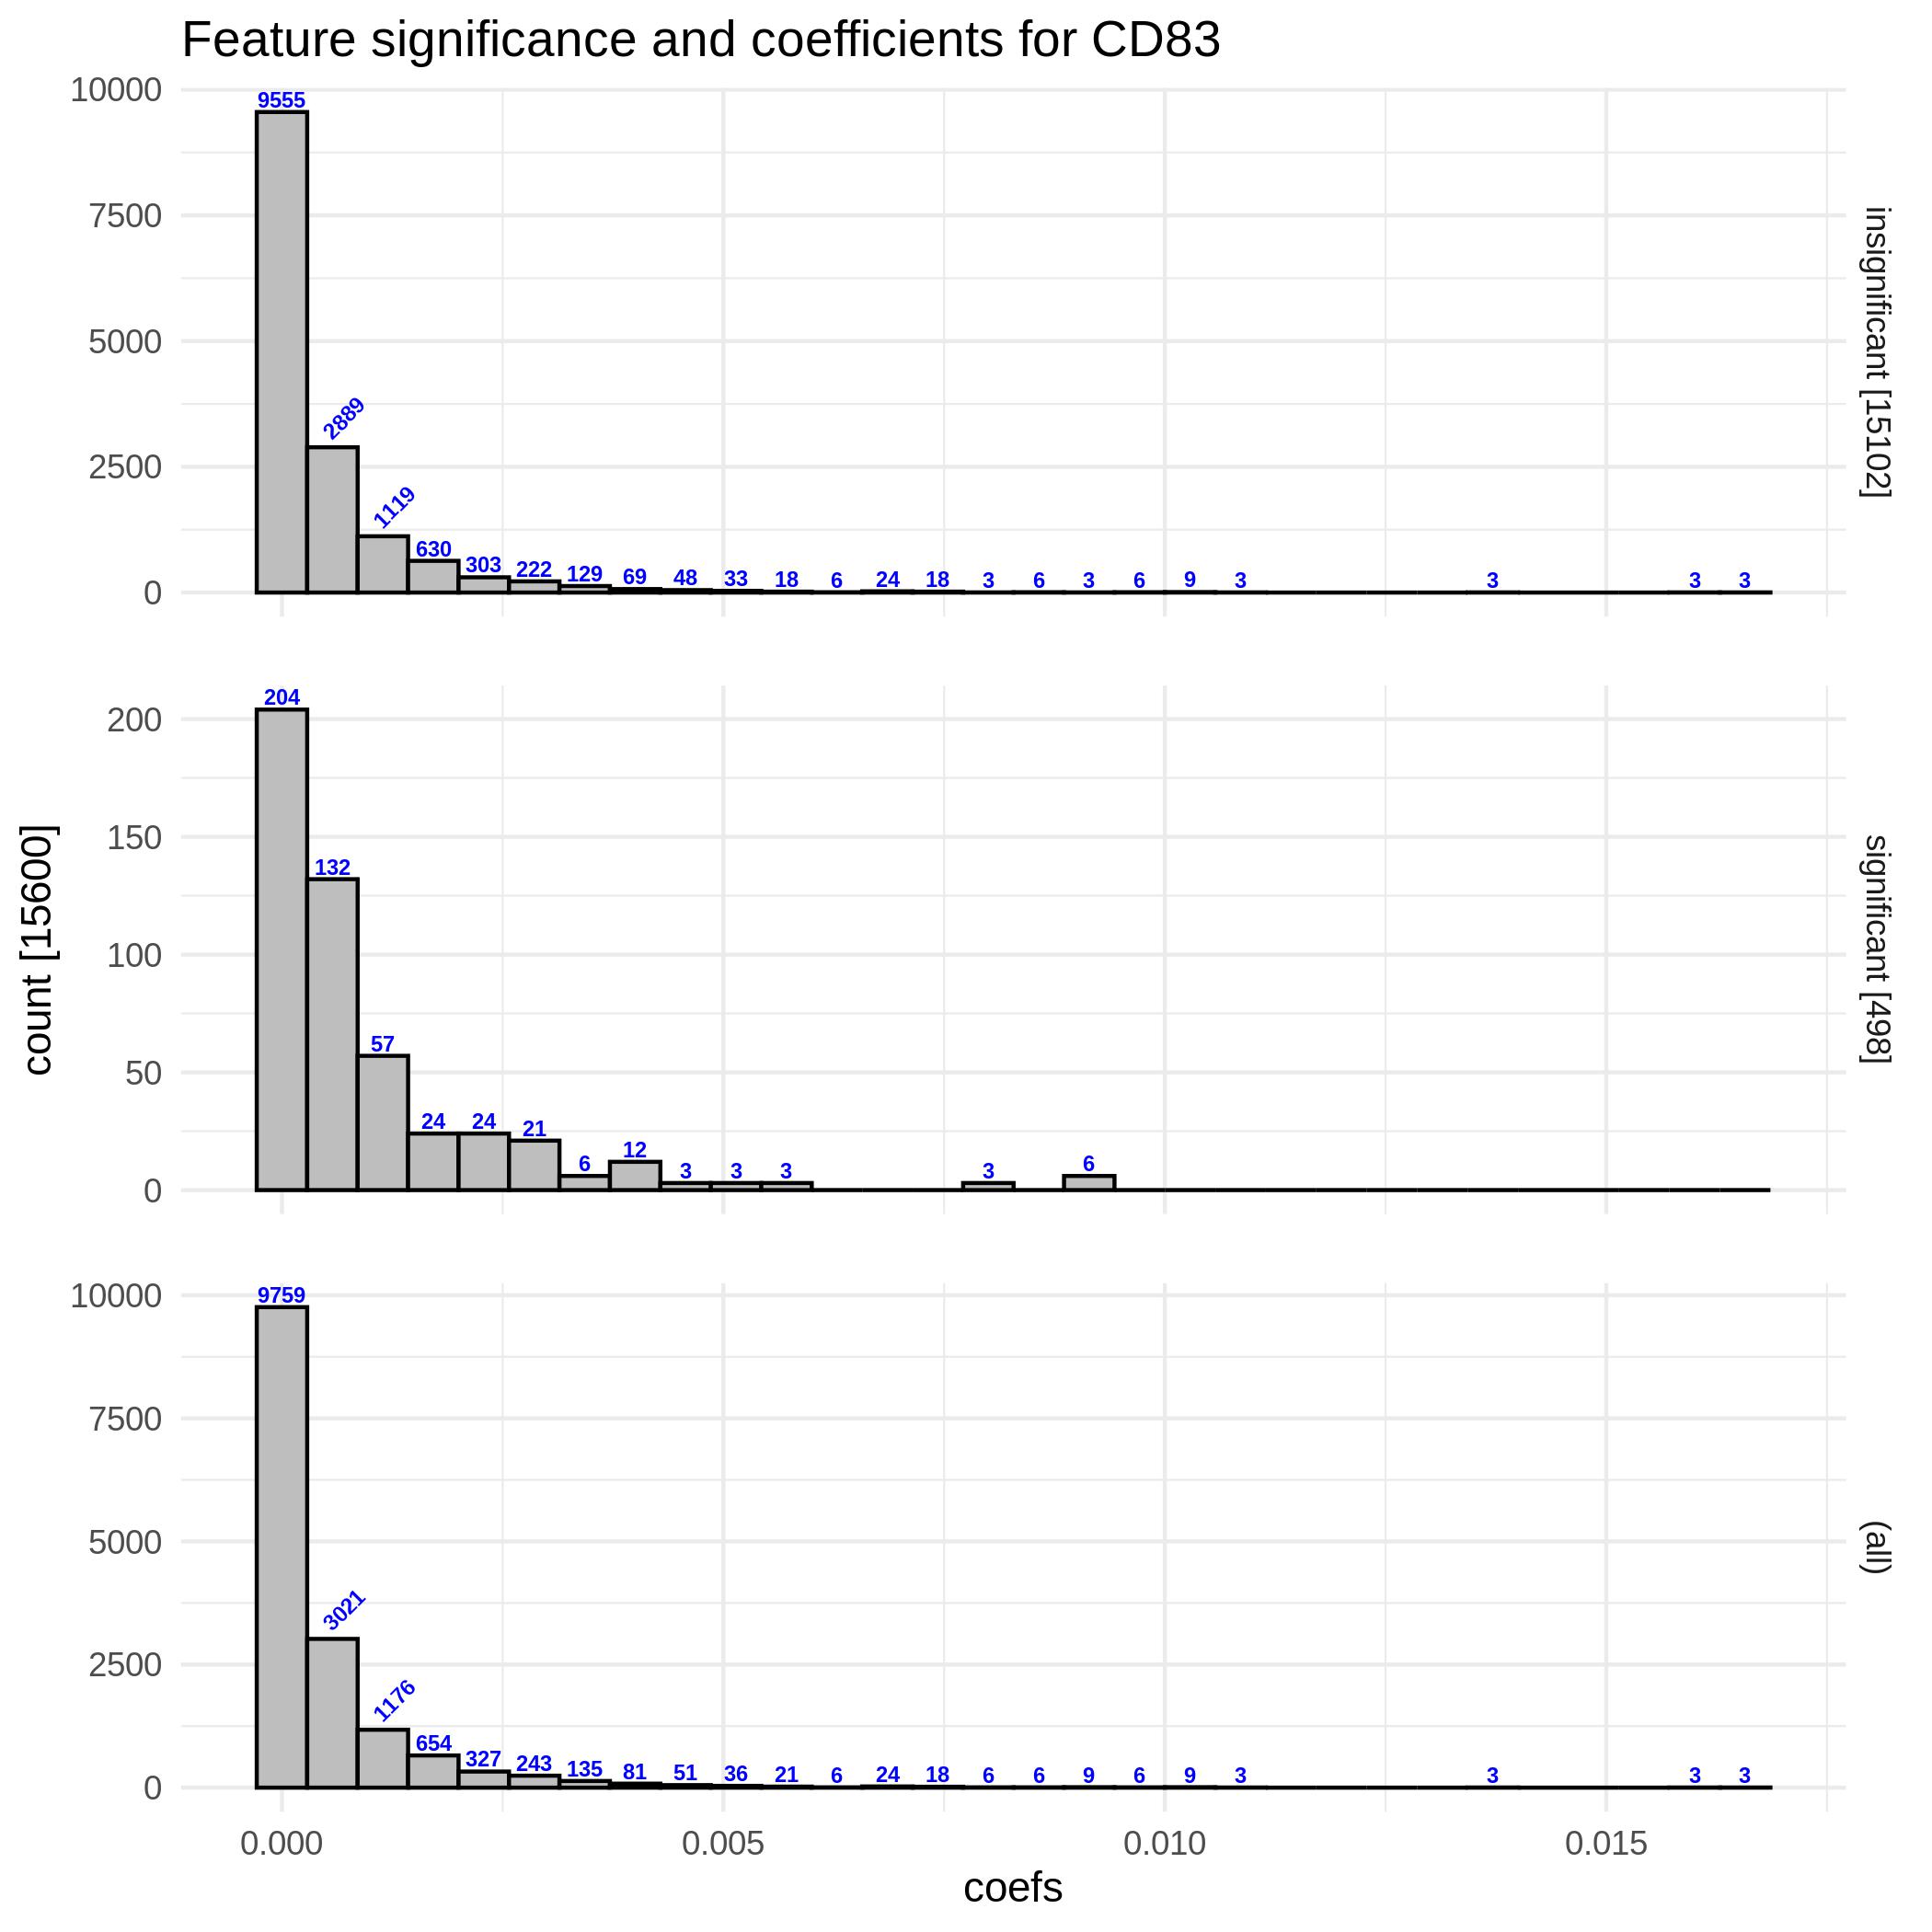 Feature significance and coefficients for CD83
count [15600]
10000
7500
5000
2500
0
9555
2889
1119
630 303 222 129 69 48 33 18 6 24 18 3 6 3 6 9 3 3 3 3
insignificant [15102]
200
150
100
50
0
204
132
57
24 24 21 6 12 3 3 3 3 6
significant [498]
10000
7500
5000
2500
0
9759
3021
1176
654 327 243 135 81 51 36 21 6 24 18 6 6 9 6 9 3 3 3 3
(all)
0.000 0.005 0.010 0.015
coefs